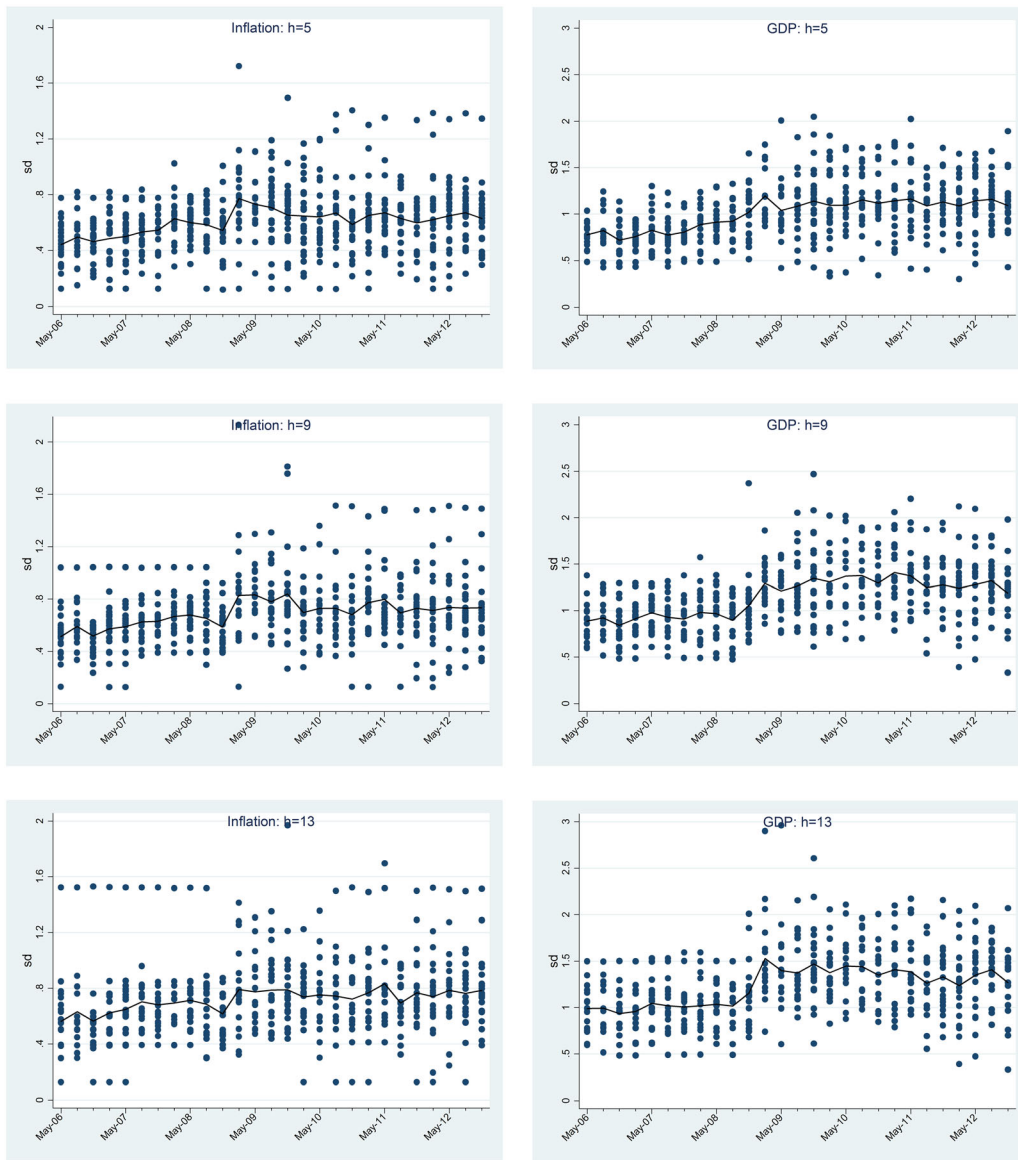 Inflation: h=5
2
1.6
1.2
.8
.4
0
sd
May-06
May-07
May-08
May-09
May-10
May-11
May-12
GDP: h=5
3
2.5
2
1.5
1
.5
0
sd
May-06
May-07
May-08
May-09
May-10
May-11
May-12
Inflation: h=9
2
1.6
1.2
.8
.4
0
sd
May-06
May-07
May-08
May-09
May-10
May-11
May-12
GDP: h=9
3
2.5
2
1.5
1
.5
0
sd
May-06
May-07
May-08
May-09
May-10
May-11
May-12
Inflation: h=13
2
1.6
1.2
.8
.4
0
sd
May-06
May-07
May-08
May-09
May-10
May-11
May-12
GDP: h=13
3
2.5
2
1.5
1
.5
0
sd
May-06
May-07
May-08
May-09
May-10
May-11
May-12